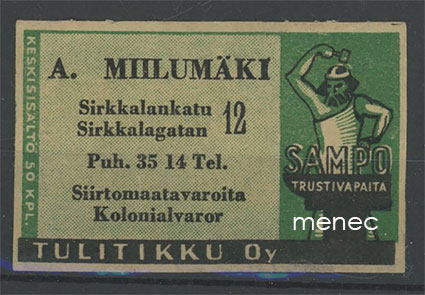 KESKISISÄLTÖ 50 KPL.
A. MIILUMÄKI
Sirkkalankatu 12
Sirkkalagatan
Puh. 35 14 Tel.
Siirtomaatavaroita
Kolonialvaror
SAMPO
TRUSTIVAPAITA
menec
TULITIKKU Oy